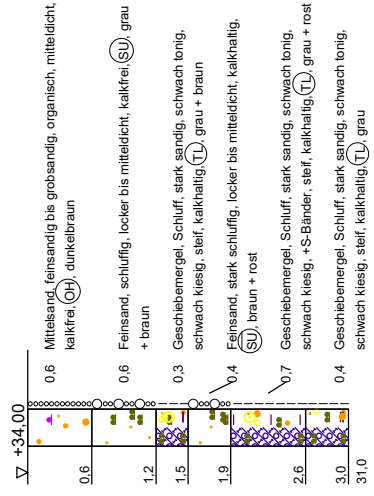 ▽ +34,00
0,6
0,6
Mittelsand, feinsandig bis grobsandig, organisch, mitteldicht,
kalkfrei, OH, dunkelbraun
1,2
0,6
Feinsand, schluffig, locker bis mitteldicht, kalkfrei, SU, grau
+ braun
1,5
0,3
Geschiebemergel, Schluff, stark sandig, schwach tonig,
schwach kiesig, steif, kalkhaltig, TL, grau + braun
1,9
0,4
Feinsand, stark schluffig, locker bis mitteldicht, kalkhaltig,
SU, braun + rost
2,6
0,7
Geschiebemergel, Schluff, stark sandig, schwach tonig,
schwach kiesig, +S-Bänder, steif, kalkhaltig, TL, grau + rost
3,0
0,4
Geschiebemergel, Schluff, stark sandig, schwach tonig,
schwach kiesig, steif, kalkhaltig, TL, grau
31,0